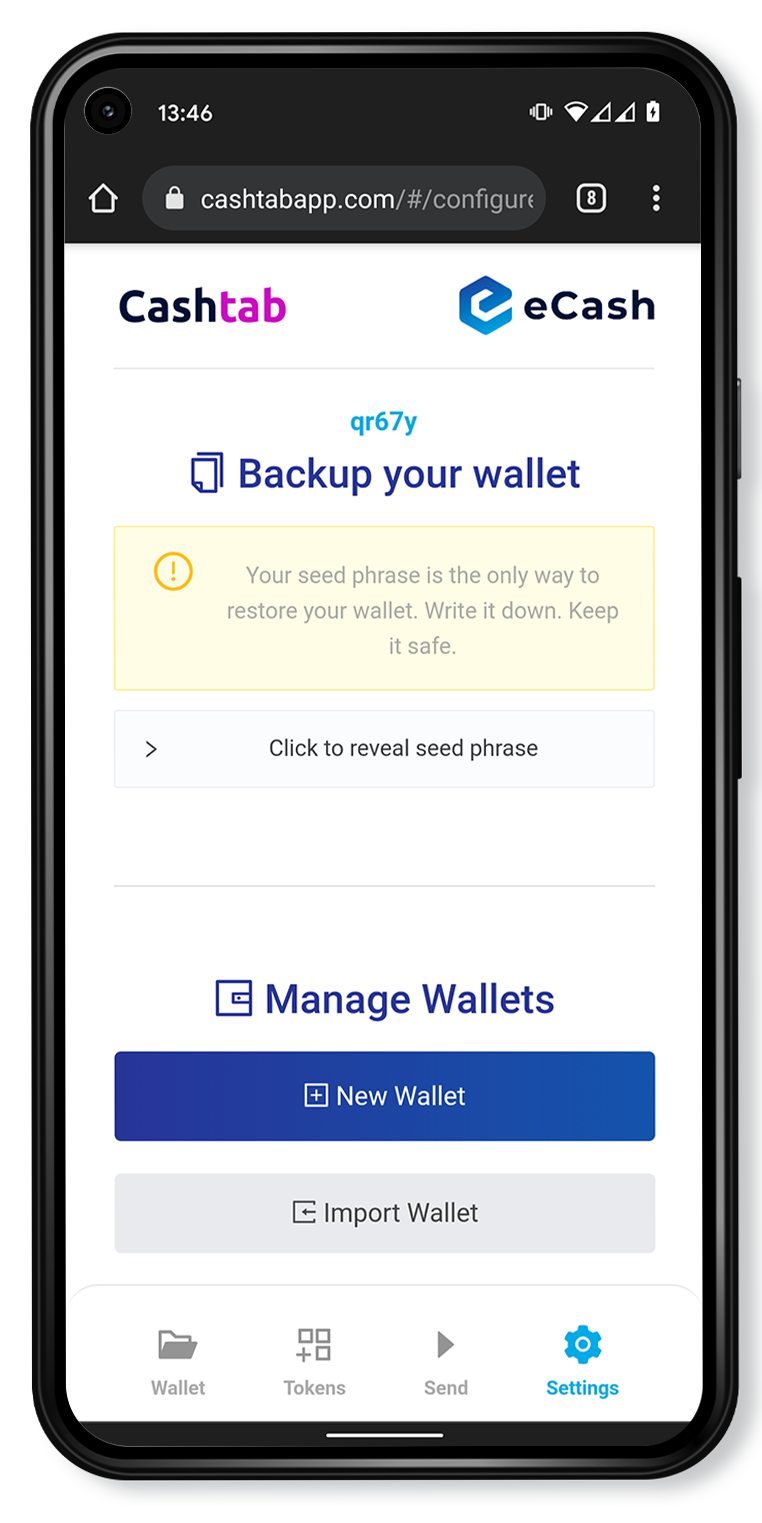 13:46
cashtabapp.com/#/configure
8
Cashtab
eCash
qr67y
Backup your wallet
Your seed phrase is the only way to
restore your wallet. Write it down. Keep
it safe.
Click to reveal seed phrase
Manage Wallets
New Wallet
Import Wallet
Wallet
Tokens
Send
Settings